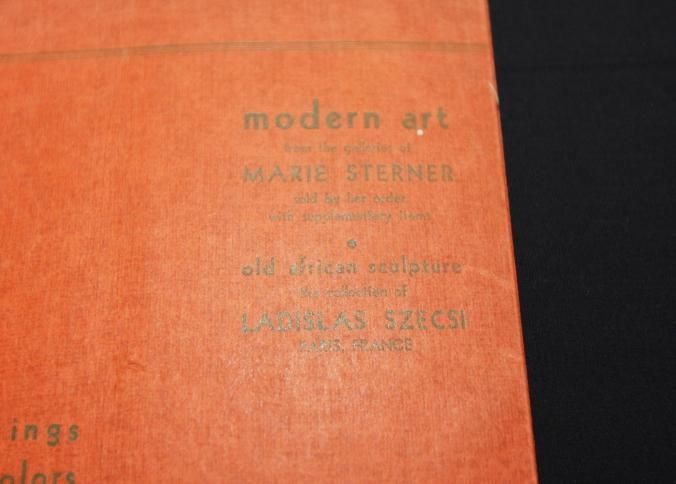 modern art
from the galleries of
MARIE STERNER
sold by her order
with supplementary items
old african sculpture
the collection of
LADISLAS SZECSI
PARIS, FRANCE
ings
olors